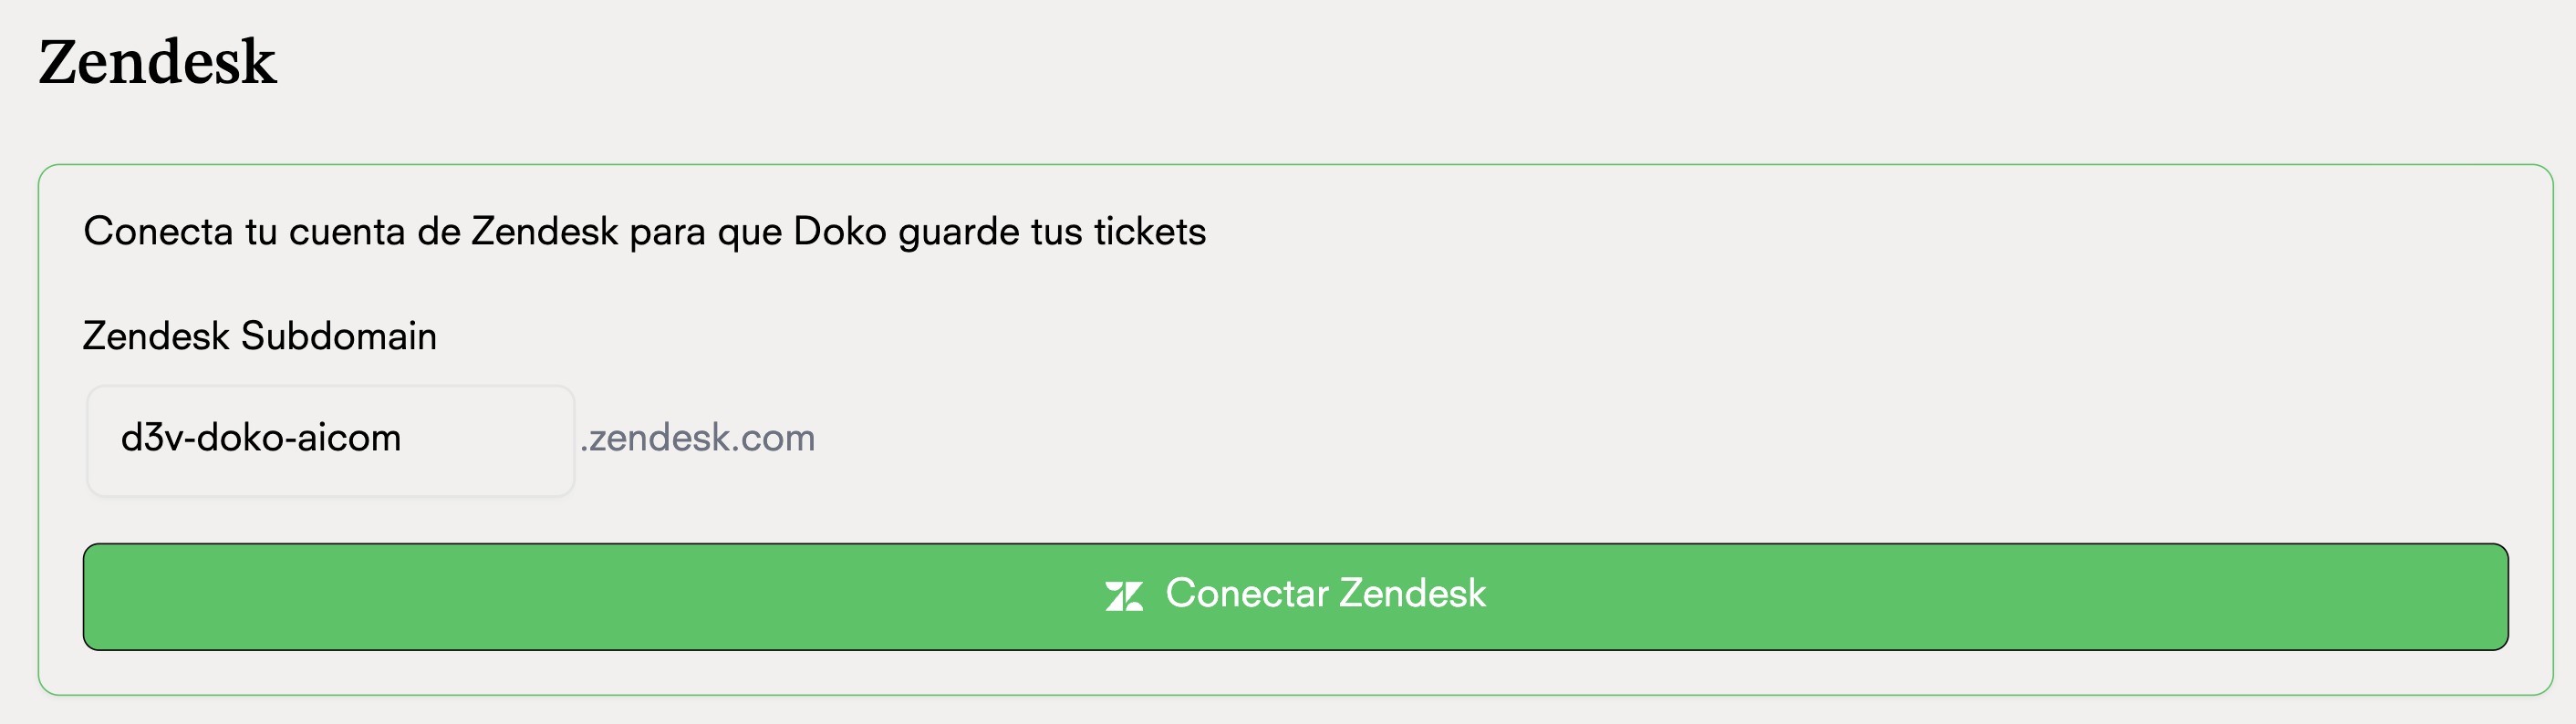 Zendesk
Conecta tu cuenta de Zendesk para que Doko guarde tus tickets
Zendesk Subdomain
d3v-doko-aicom .zendesk.com
Conectar Zendesk